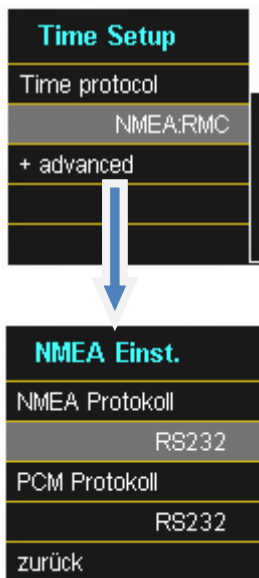 Time Setup
Time protocol
NMEA:RMC
+ advanced
NMEA Einst.
NMEA Protokoll
RS232
PCM Protokoll
RS232
zurück